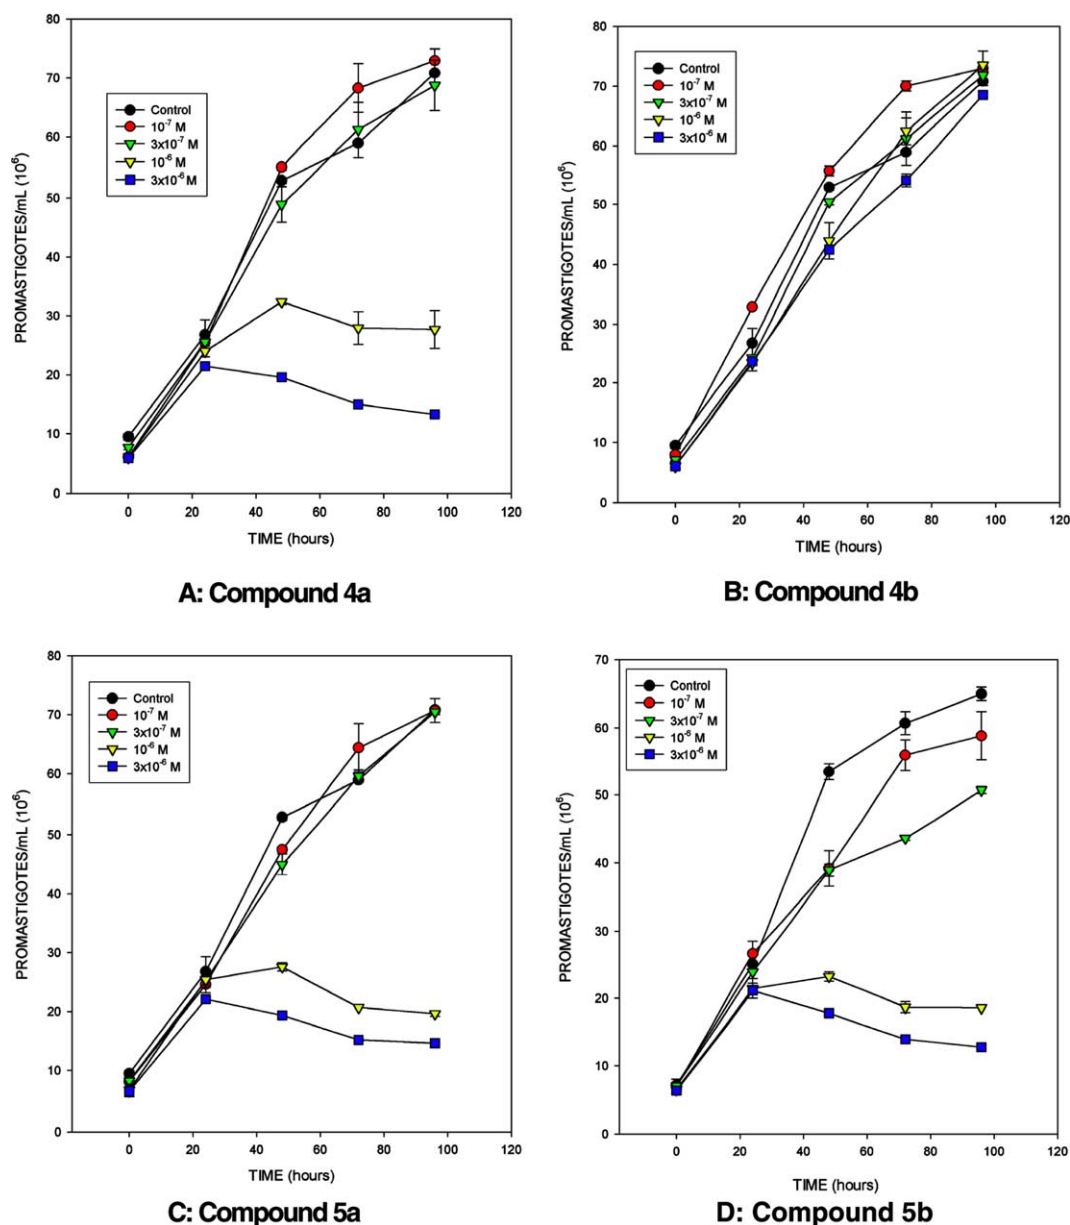 80
70
60
50
40
30
20
10
0
PROMASTIGOTES/mL (10⁶)
Control
10⁻⁷ M
3x10⁻⁷ M
10⁻⁶ M
3x10⁻⁶ M
0 20 40 60 80 100 120
TIME (hours)
A: Compound 4a
80
70
60
50
40
30
20
10
0
PROMASTIGOTES/mL (10⁶)
Control
10⁻⁷ M
3x10⁻⁷ M
10⁻⁶ M
3x10⁻⁶ M
0 20 40 60 80 100 120
TIME (hours)
B: Compound 4b
80
70
60
50
40
30
20
10
0
PROMASTIGOTES/mL (10⁶)
Control
10⁻⁷ M
3x10⁻⁷ M
10⁻⁶ M
3x10⁻⁶ M
0 20 40 60 80 100 120
TIME (hours)
C: Compound 5a
70
60
50
40
30
20
10
0
PROMASTIGOTES/mL (10⁶)
Control
10⁻⁷ M
3x10⁻⁷ M
10⁻⁶ M
3x10⁻⁶ M
0 20 40 60 80 100 120
TIME (hours)
D: Compound 5b